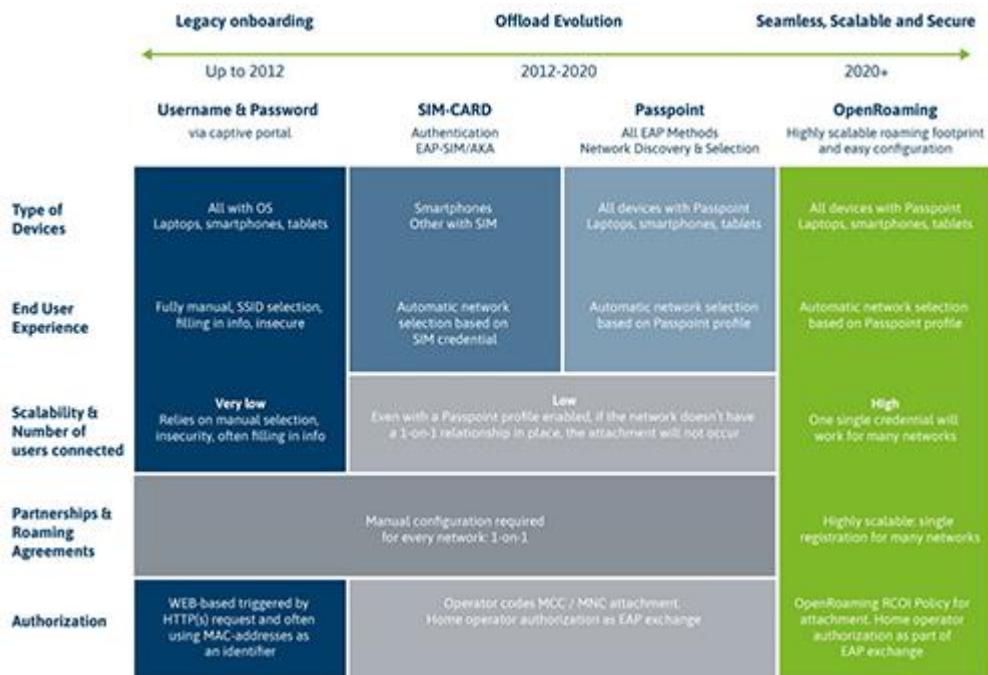 Legacy onboarding
Offload Evolution
Seamless, Scalable and Secure
Up to 2012
2012-2020
2020+
Username & Password
via captive portal
SIM-CARD
Authentication
EAP-SIM/AKA
Passpoint
All EAP Methods
Network Discovery & Selection
OpenRoaming
Highly scalable roaming footprint
and easy configuration
Type of
Devices
All with OS
Laptops, smartphones, tablets
Smartphones
Other with SIM
All devices with Passpoint
Laptops, smartphones, tablets
All devices with Passpoint
Laptops, smartphones, tablets
End User
Experience
Fully manual, SSID selection,
filling in info, insecure
Automatic network
selection based on
SIM credential
Automatic network selection
based on Passpoint profile
Automatic network selection
based on Passpoint profile
Scalability &
Number of
users connected
Very low
Relies on manual selection,
insecurity, often filling in info
Low
Even with a Passpoint profile enabled, if the network doesn't have
a 1-on-1 relationship in place, the attachment will not occur
High
One single credential will
work for many networks
Partnerships &
Roaming
Agreements
Manual configuration required
for every network: 1-on-1
Highly scalable: single
registration for many networks
Authorization
WEB-based triggered by
HTTP(s) request and often
using MAC-addresses as
an identifier
Operator codes MCC / MNC attachment.
Home operator authorization as EAP exchange
OpenRoaming RCOI Policy for
attachment. Home operator
authorization as part of
EAP exchange